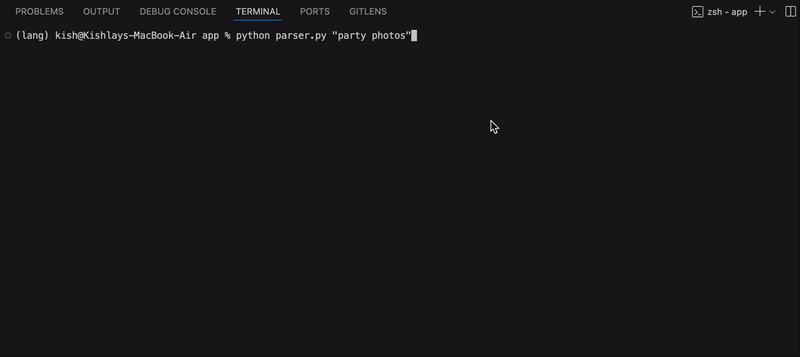 PROBLEMS OUTPUT DEBUG CONSOLE TERMINAL PORTS GITLENS zsh - app
(lang) kish@Kishlays-MacBook-Air app % python parser.py "party photos"